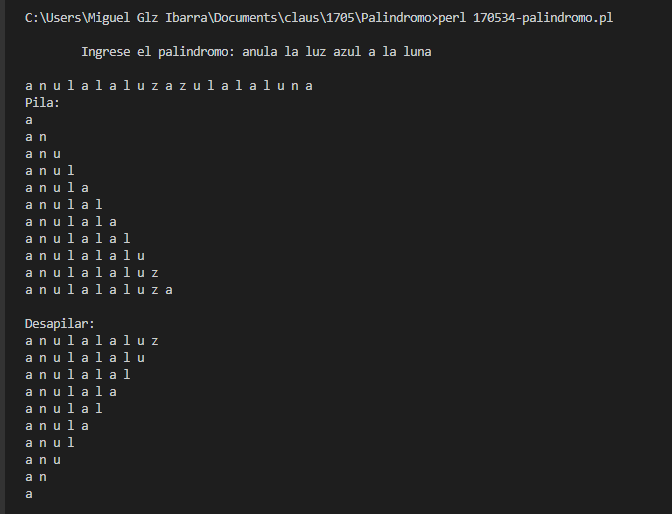 C:\Users\Miguel Glz Ibarra\Documents\claus\1705\Palindromo>perl 170534-palindromo.pl
Ingrese el palindromo: anula la luz azul a la luna
a n u l a l a l u z a z u l a l a l u n a
Pila:
a
a n
a n u
a n u l
a n u l a
a n u l a l
a n u l a l a
a n u l a l a l
a n u l a l a l u
a n u l a l a l u z
a n u l a l a l u z a
Desapilar:
a n u l a l a l u z
a n u l a l a l u
a n u l a l a l
a n u l a l a
a n u l a l
a n u l a
a n u l
a n u
a n
a